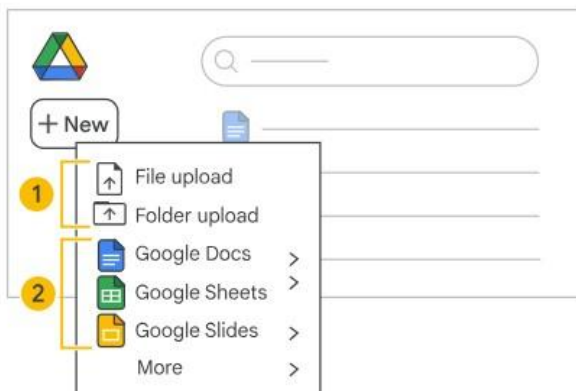 + New
1
File upload
Folder upload
2
Google Docs
Google Sheets
Google Slides
More